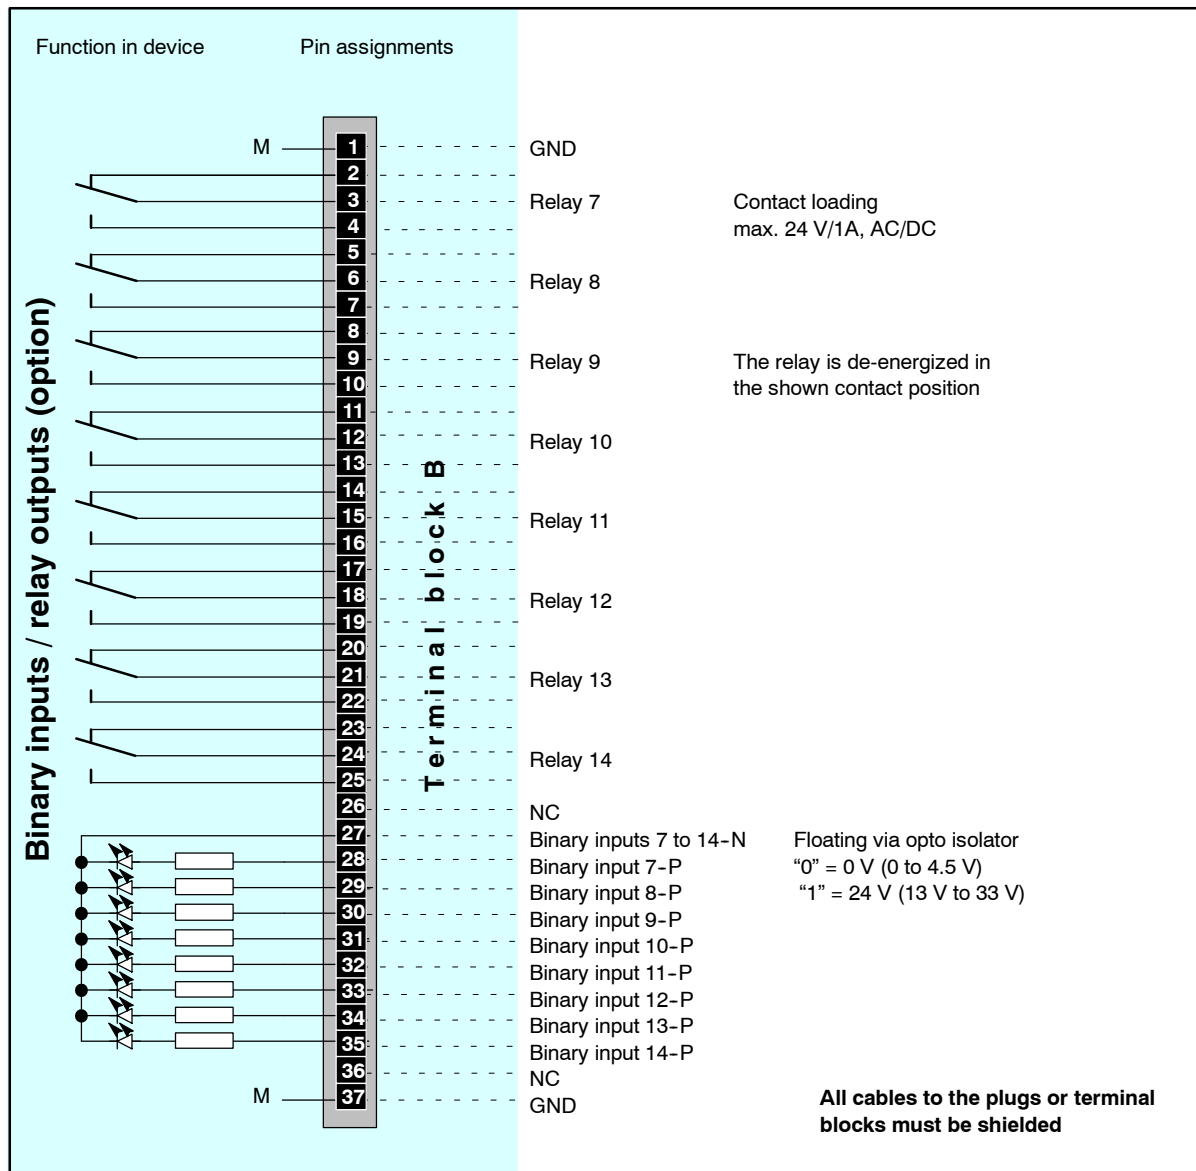 Function in device
Pin assignments
Binary inputs / relay outputs (option)
Terminal block B
M 1 GND
2
3 Relay 7 Contact loading
4 max. 24 V/1A, AC/DC
5
6 Relay 8
7
8
9 Relay 9 The relay is de-energized in
10 the shown contact position
11
12 Relay 10
13
14
15 Relay 11
16
17
18 Relay 12
19
20
21 Relay 13
22
23
24 Relay 14
25
26 NC
27 Binary inputs 7 to 14-N Floating via opto isolator
28 Binary input 7-P “0” = 0 V (0 to 4.5 V)
29 Binary input 8-P “1” = 24 V (13 V to 33 V)
30 Binary input 9-P
31 Binary input 10-P
32 Binary input 11-P
33 Binary input 12-P
34 Binary input 13-P
35 Binary input 14-P
36 NC
M 37 GND
All cables to the plugs or terminal
blocks must be shielded